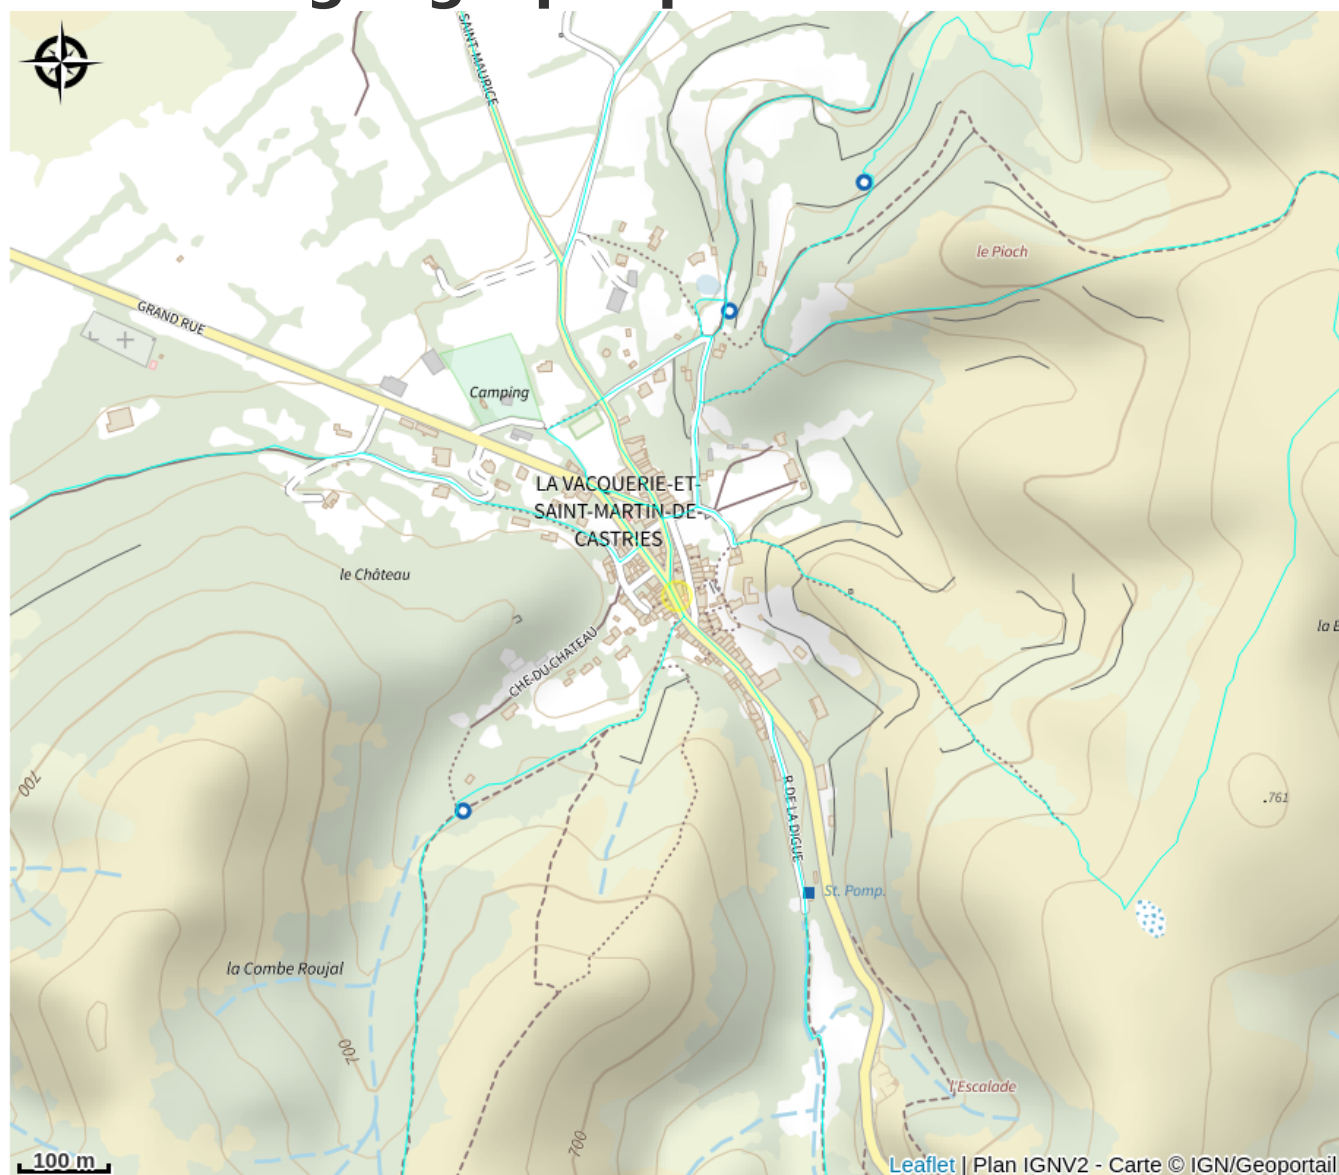 SAINT-MAURICE
le Pioch
GRAND RUE
Camping
LA VACQUERIE-ET-
SAINT-MARTIN-DE-
CASTRIES
le Château
CHE DU CHATEAU
700
.761
R DE LA DIGUE
St. Pomp.
la Combe Roujal
700
l'Escalade
700
100 m
Leaflet | Plan IGNV2 - Carte © IGN/Geoportail